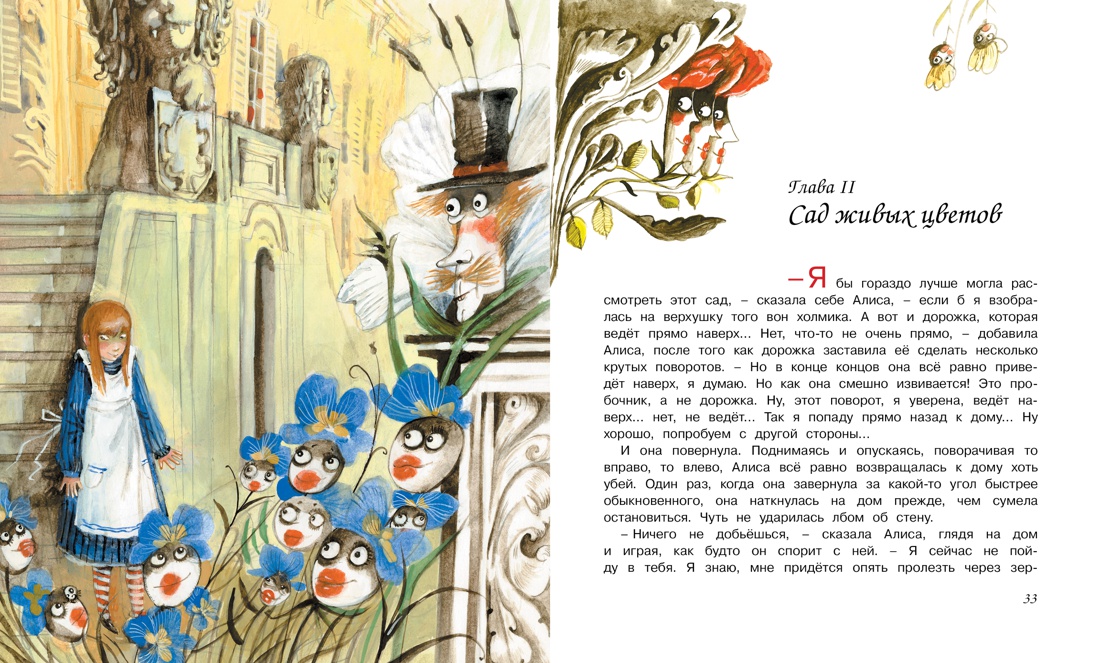 Глава II
Сад живых цветов
– Я бы гораздо лучше могла рас-
смотреть этот сад, – сказала себе Алиса, – если б я взобра-
лась на верхушку того вон холмика. А вот и дорожка, которая
ведёт прямо наверх... Нет, что-то не очень прямо, – добавила
Алиса, после того как дорожка заставила её сделать несколько
крутых поворотов. – Но в конце концов она всё равно приве-
дёт наверх, я думаю. Но как она смешно извивается! Это про-
бочник, а не дорожка. Ну, этот поворот, я уверена, ведёт на-
верх... нет, не ведёт... Так я попаду прямо назад к дому... Ну
хорошо, попробуем с другой стороны...
И она повернула. Поднимаясь и опускаясь, поворачивая то
вправо, то влево, Алиса всё равно возвращалась к дому хоть
убей. Один раз, когда она завернула за какой-то угол быстрее
обыкновенного, она наткнулась на дом прежде, чем сумела
остановиться. Чуть не ударилась лбом об стену.
– Ничего не добьёшься, – сказала Алиса, глядя на дом
и играя, как будто он спорит с ней. – Я сейчас не пой-
ду в тебя. Я знаю, мне придётся опять пролезть через зер-
33